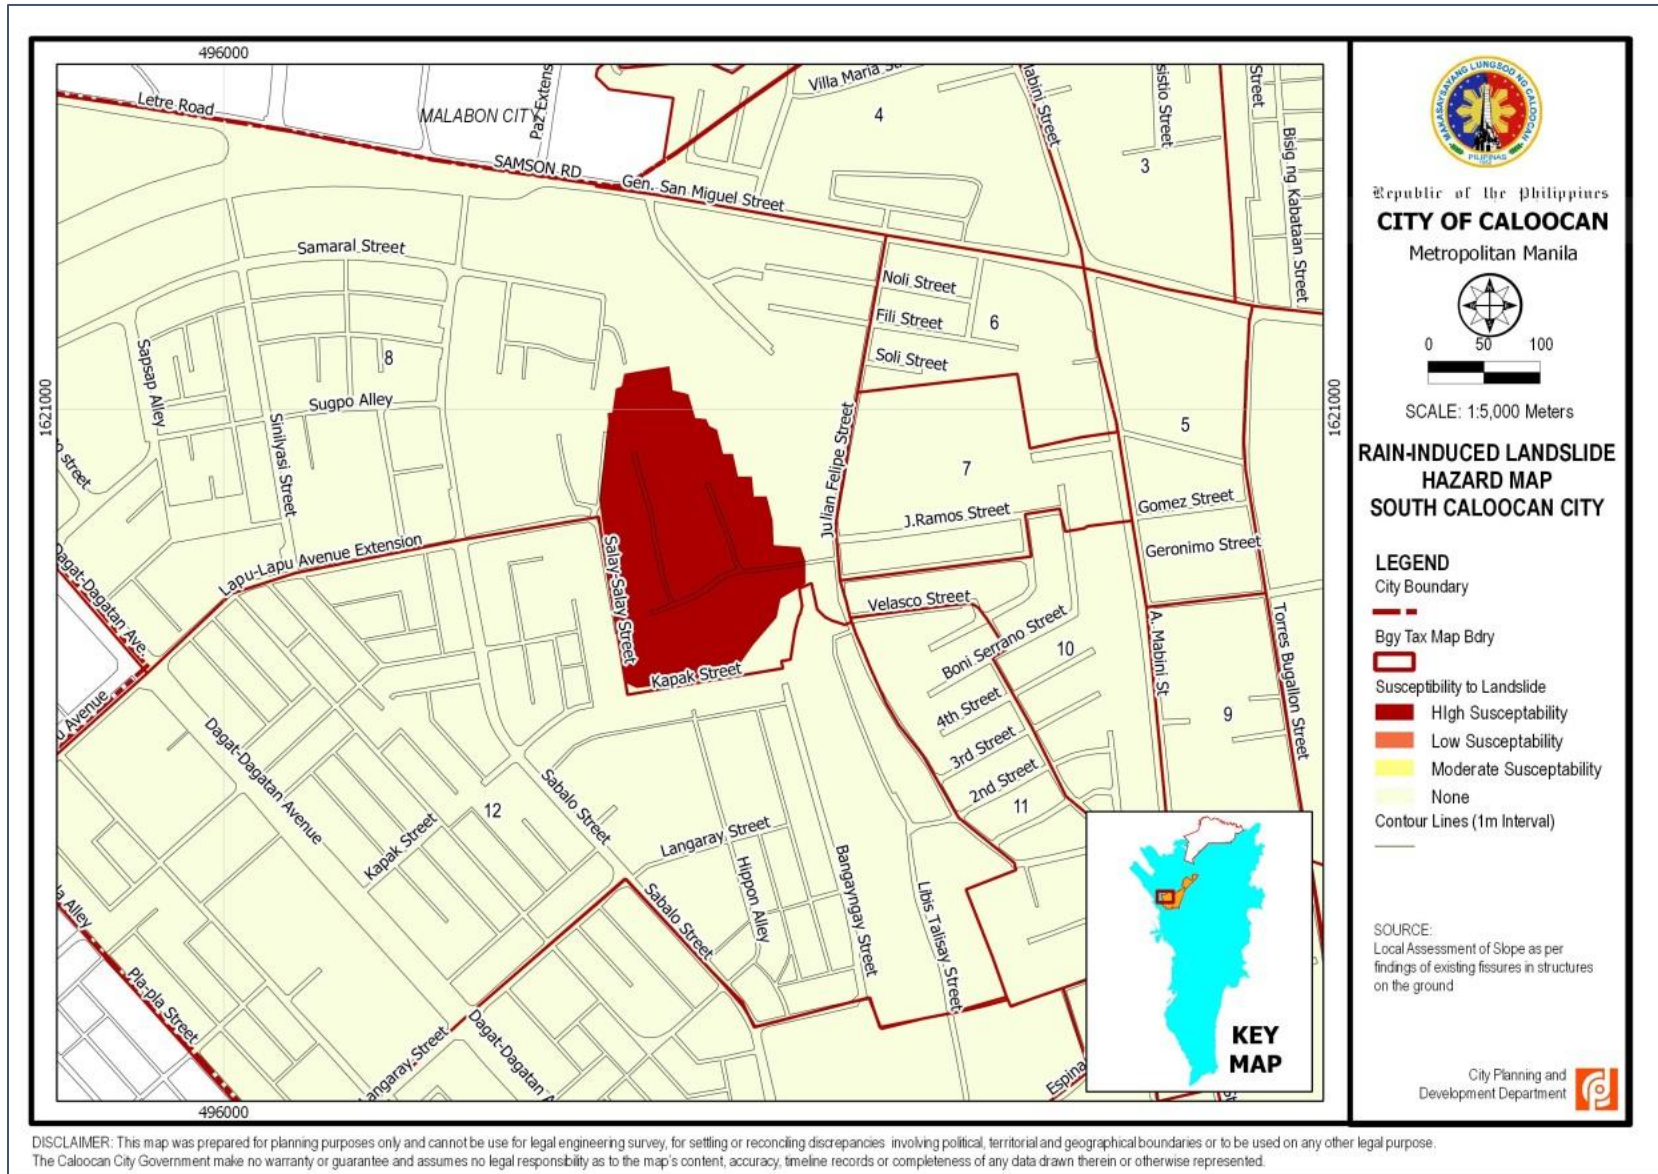 496000
Letre Road
MALABON CITY
Paz Extens
SAMSON RD
Gen. San Miguel Street
Villa Maria St
4
Mabini Street
sistio Street
3
Street
Bisig ng Kabataan Street
Samaral Street
Noli Street
Fili Street
6
Soli Street
Sapsap Alley
8
Sugpo Alley
Sinilyasi Street
1621000
1621000
5
Julian Felipe Street
7
o street
Gomez Street
J.Ramos Street
Geronimo Street
Lapu-Lapu Avenue Extension
Salay-Salay Street
Dagat-Dagatan Ave.
Velasco Street
Boni Serrano Street
10
A. Mabini St
Torres Bugallon Street
Kapak Street
u Avenue
4th Street
9
3rd Street
2nd Street
11
Dagat-Dagatan Avenue
Sabalo Street
12
Kapak Street
Langaray Street
Hippon Alley
Bangayngay Street
Libis Talisay Street
Sabalo Street
la Alley
Pla-pla Street
Langaray Street
Dagat-Dagatan A
Espina
St
496000
KEY
MAP
MAKASAYSAYANG LUNGSOD NG CALOOCAN
PILIPINAS
Republic of the Philippines
CITY OF CALOOCAN
Metropolitan Manila
0 50 100
SCALE: 1:5,000 Meters
RAIN-INDUCED LANDSLIDE
HAZARD MAP
SOUTH CALOOCAN CITY
LEGEND
City Boundary
Bgy Tax Map Bdry
Susceptibility to Landslide
HIgh Susceptability
Low Susceptability
Moderate Susceptability
None
Contour Lines (1m Interval)
SOURCE:
Local Assessment of Slope as per
findings of existing fissures in structures
on the ground
City Planning and
Development Department
DISCLAIMER: This map was prepared for planning purposes only and cannot be use for legal engineering survey, for settling or reconciling discrepancies involving political, territorial and geographical boundaries or to be used on any other legal purpose.
The Caloocan City Government make no warranty or guarantee and assumes no legal responsibility as to the map's content, accuracy, timeline records or completeness of any data drawn therein or otherwise represented.